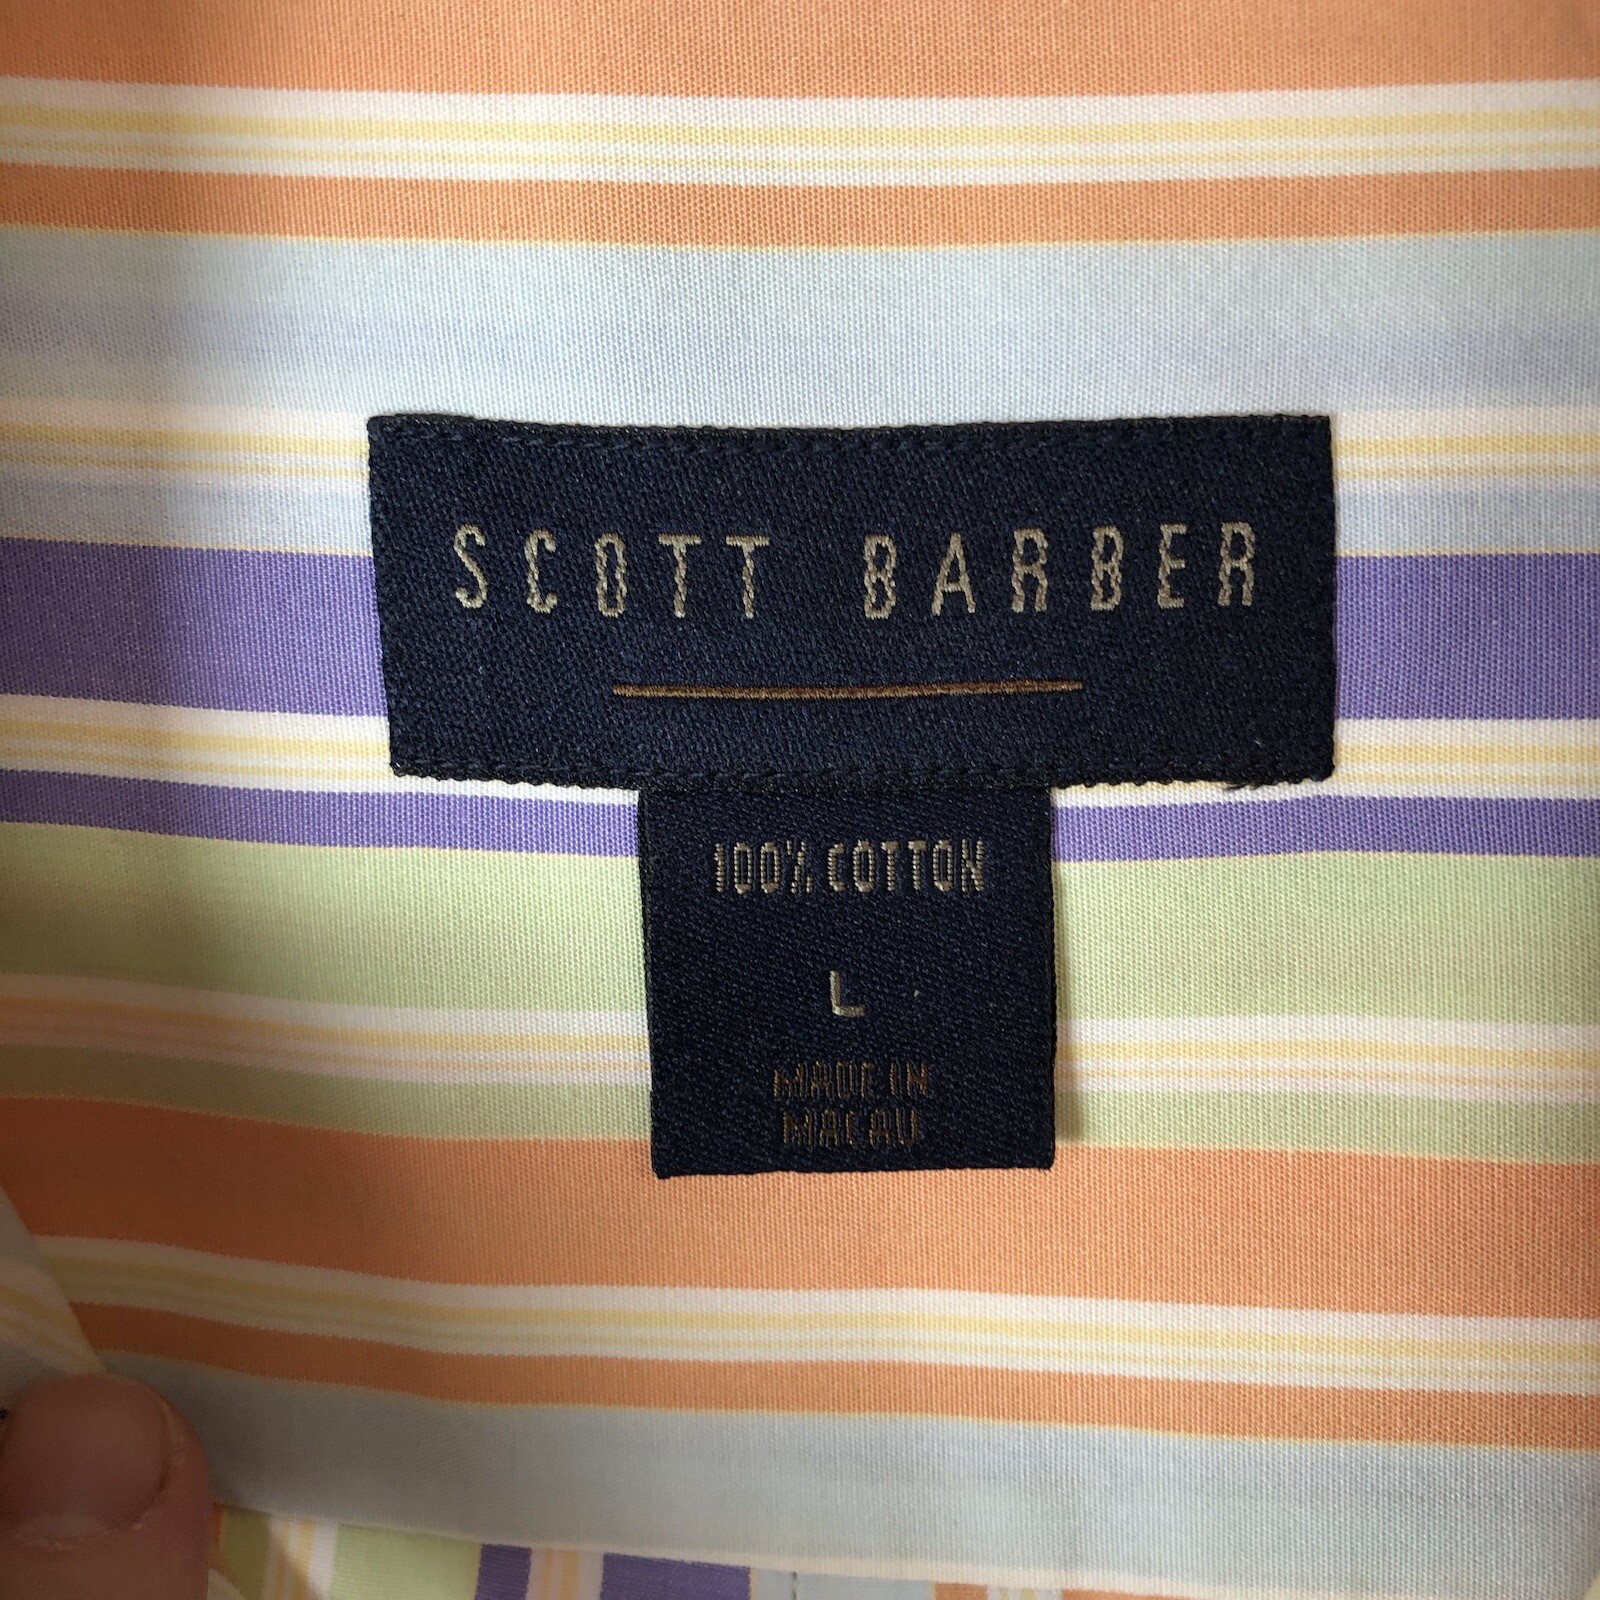 SCOTT BARBER
100% COTTON
L
MADE IN
MACAU